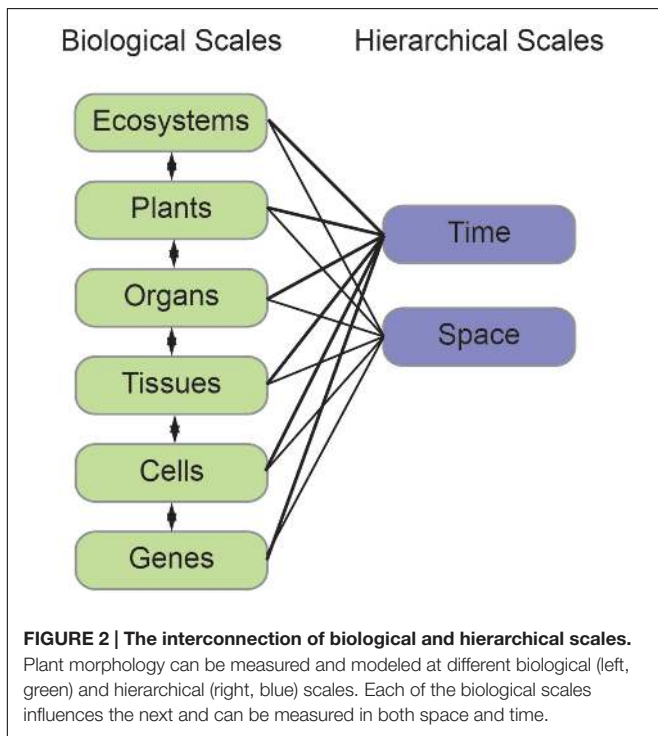 Biological Scales Hierarchical Scales
Ecosystems
Plants
Organs
Tissues
Cells
Genes
Time
Space
FIGURE 2 | The interconnection of biological and hierarchical scales.
Plant morphology can be measured and modeled at different biological (left,
green) and hierarchical (right, blue) scales. Each of the biological scales
influences the next and can be measured in both space and time.